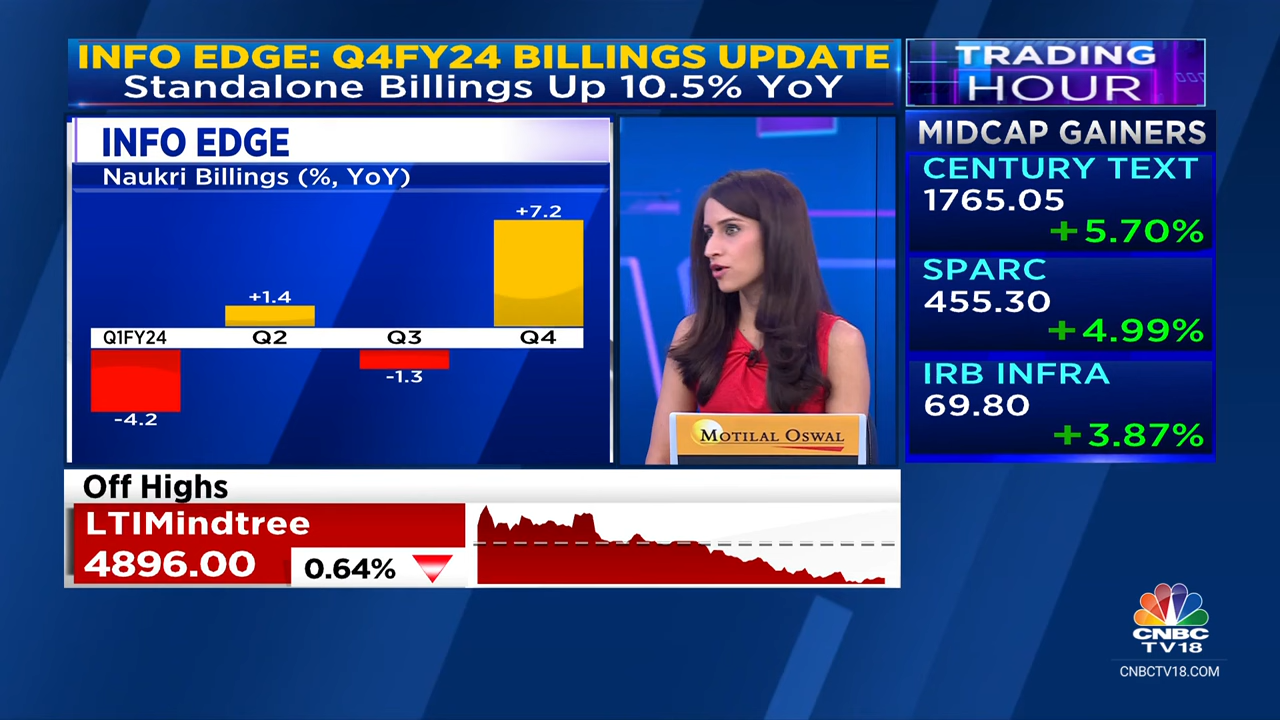 INFO EDGE: Q4FY24 BILLINGS UPDATE
Standalone Billings Up 10.5% YoY
TRADING
HOUR
INFO EDGE
Naukri Billings (%, YoY)
+7.2
+1.4
Q1FY24 Q2 Q3 Q4
-1.3
-4.2
MOTILAL OSWAL
MIDCAP GAINERS
CENTURY TEXT
1765.05
+5.70%
SPARC
455.30
+4.99%
IRB INFRA
69.80
+3.87%
Off Highs
LTIMindtree
4896.00 0.64%
CNBC
TV18
CNBCTV18.COM